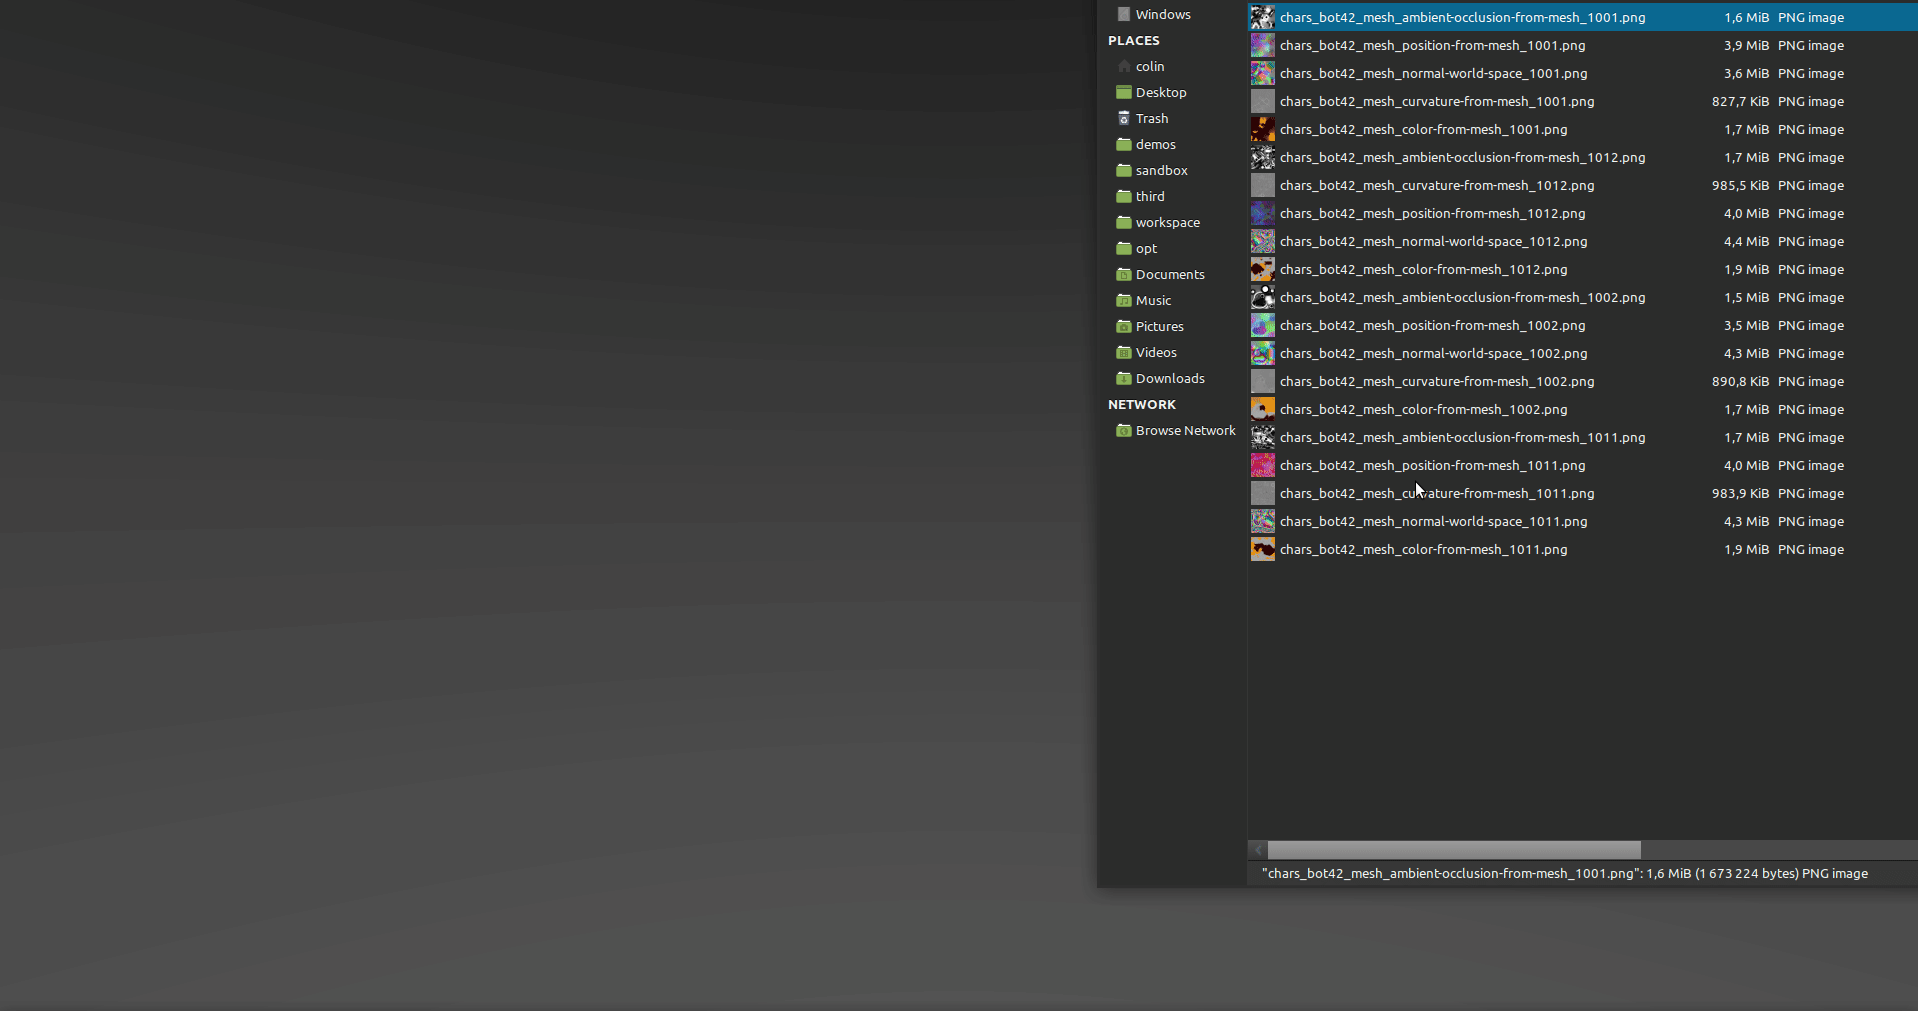 Windows
PLACES
colin
Desktop
Trash
demos
sandbox
third
workspace
opt
Documents
Music
Pictures
Videos
Downloads
NETWORK
Browse Network
chars_bot42_mesh_ambient-occlusion-from-mesh_1001.png 1,6 MiB PNG image
chars_bot42_mesh_position-from-mesh_1001.png 3,9 MiB PNG image
chars_bot42_mesh_normal-world-space_1001.png 3,6 MiB PNG image
chars_bot42_mesh_curvature-from-mesh_1001.png 827,7 KiB PNG image
chars_bot42_mesh_color-from-mesh_1001.png 1,7 MiB PNG image
chars_bot42_mesh_ambient-occlusion-from-mesh_1012.png 1,7 MiB PNG image
chars_bot42_mesh_curvature-from-mesh_1012.png 985,5 KiB PNG image
chars_bot42_mesh_position-from-mesh_1012.png 4,0 MiB PNG image
chars_bot42_mesh_normal-world-space_1012.png 4,4 MiB PNG image
chars_bot42_mesh_color-from-mesh_1012.png 1,9 MiB PNG image
chars_bot42_mesh_ambient-occlusion-from-mesh_1002.png 1,5 MiB PNG image
chars_bot42_mesh_position-from-mesh_1002.png 3,5 MiB PNG image
chars_bot42_mesh_normal-world-space_1002.png 4,3 MiB PNG image
chars_bot42_mesh_curvature-from-mesh_1002.png 890,8 KiB PNG image
chars_bot42_mesh_color-from-mesh_1002.png 1,7 MiB PNG image
chars_bot42_mesh_ambient-occlusion-from-mesh_1011.png 1,7 MiB PNG image
chars_bot42_mesh_position-from-mesh_1011.png 4,0 MiB PNG image
chars_bot42_mesh_curvature-from-mesh_1011.png 983,9 KiB PNG image
chars_bot42_mesh_normal-world-space_1011.png 4,3 MiB PNG image
chars_bot42_mesh_color-from-mesh_1011.png 1,9 MiB PNG image
"chars_bot42_mesh_ambient-occlusion-from-mesh_1001.png": 1,6 MiB (1 673 224 bytes) PNG image